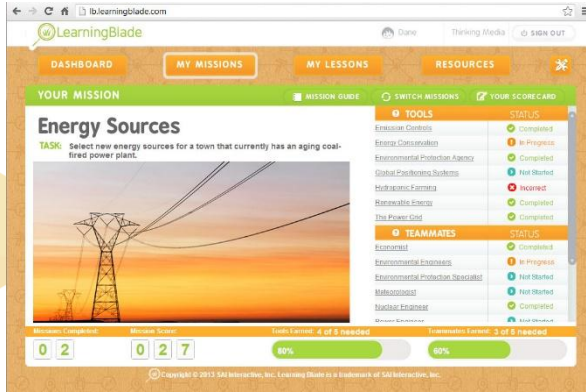 lb.learningblade.com
LearningBlade
Dane
Thinking Media
SIGN OUT
DASHBOARD
MY MISSIONS
MY LESSONS
RESOURCES
YOUR MISSION
MISSION GUIDE
SWITCH MISSIONS
YOUR SCORECARD
Energy Sources
TASK: Select new energy sources for a town that currently has an aging coal-
fired power plant.
TOOLS STATUS
Emission Controls Completed
Energy Conservation In Progress
Environmental Protection Agency Completed
Global Positioning Systems Not Started
Hydroponic Farming Incorrect
Renewable Energy Completed
The Power Grid Completed
TEAMMATES STATUS
Economist Completed
Environmental Engineers In Progress
Environmental Protection Specialist Not Started
Meteorologist Not Started
Nuclear Engineer Completed
Power Engineer Not Started
Missions Completed:
Mission Score:
Tools Earned: 4 of 5 needed
Teammates Earned: 3 of 5 needed
0 2
0 2 7
80%
60%
Copyright © 2013 SAI Interactive, Inc. Learning Blade is a trademark of SAI Interactive, Inc.